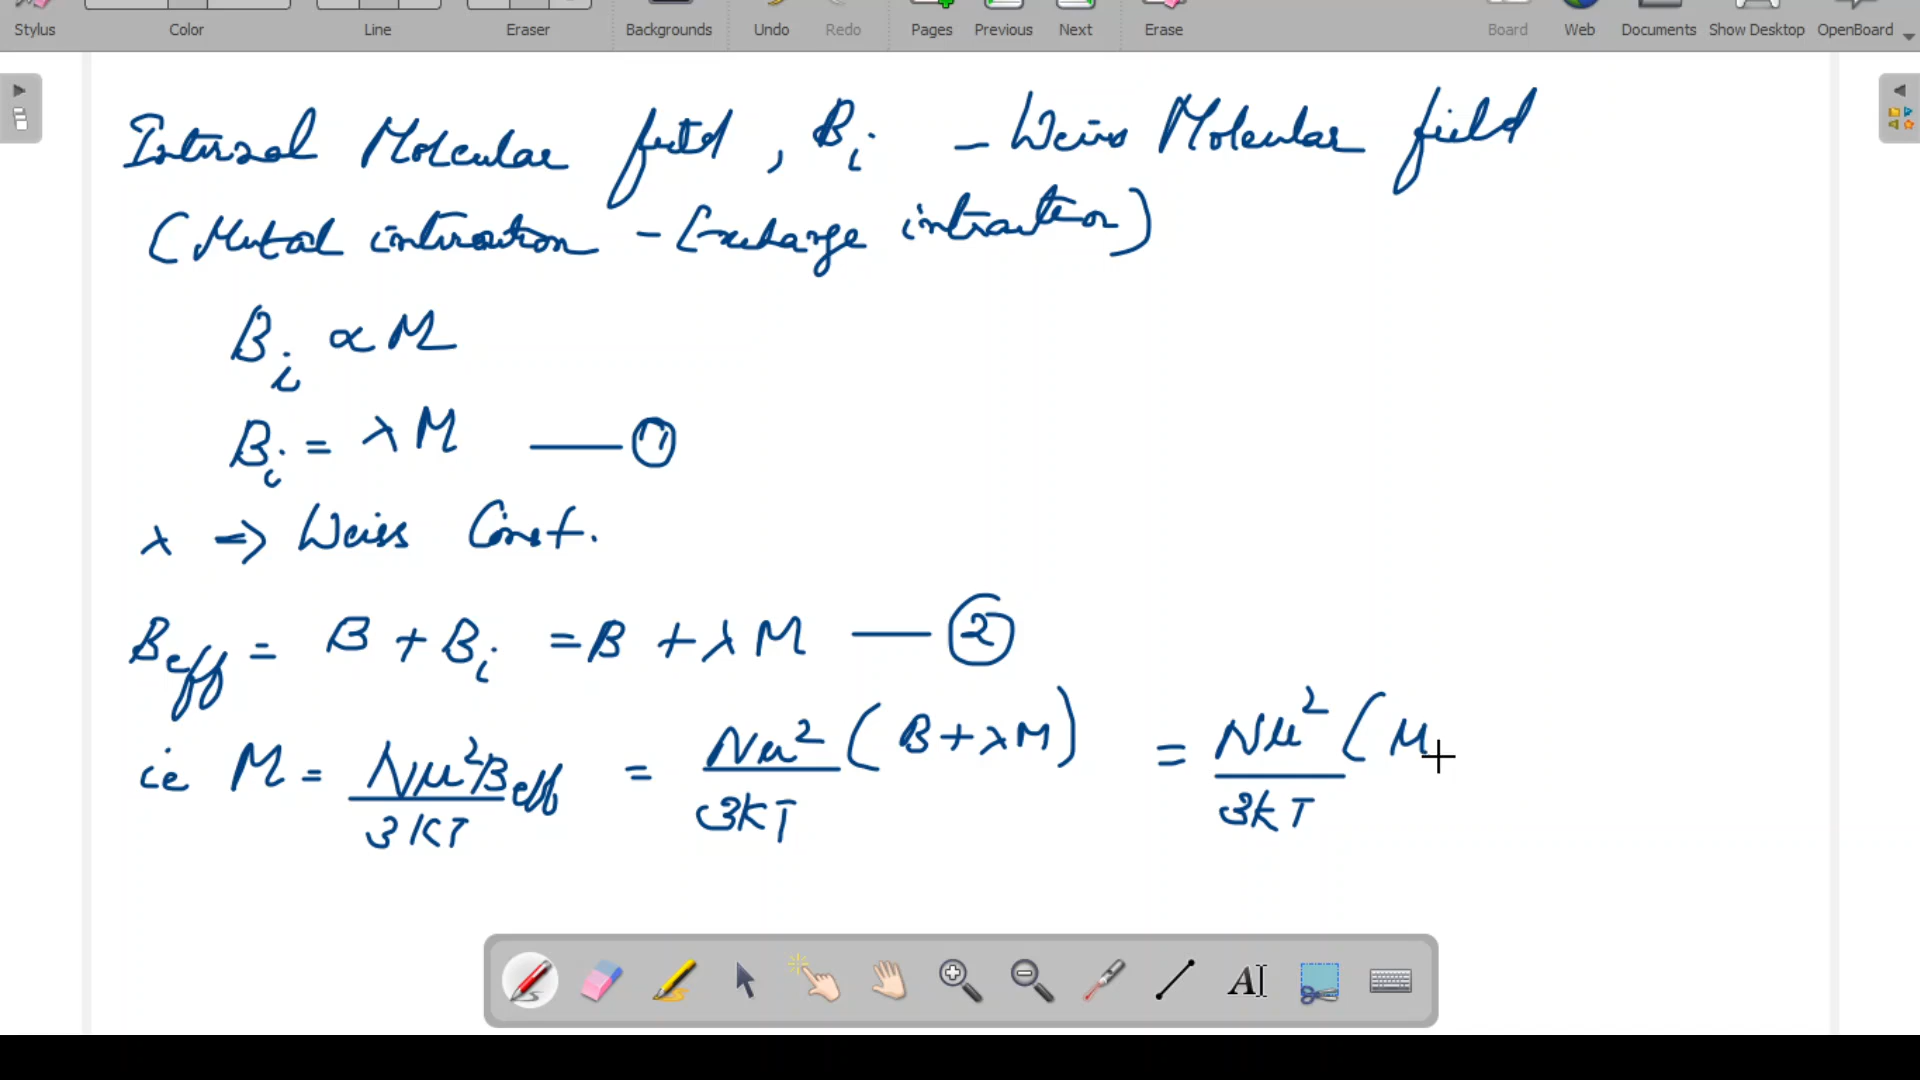 Stylus Color Line Eraser Backgrounds Undo Redo Pages Previous Next Erase Board Web Documents Show Desktop OpenBoard
Internal Molecular field, Bi – Weiss Molecular field
(Mutal interaction – Exchange interaction)
Bi ∝ M
Bi = λM —— ①
λ => Weiss Const.
Beff = B + Bi = B + λM —— ②
ie M = Nμ²Beff / 3KT = Nμ² / 3KT (B + λM) = Nμ² / 3KT (M
AI